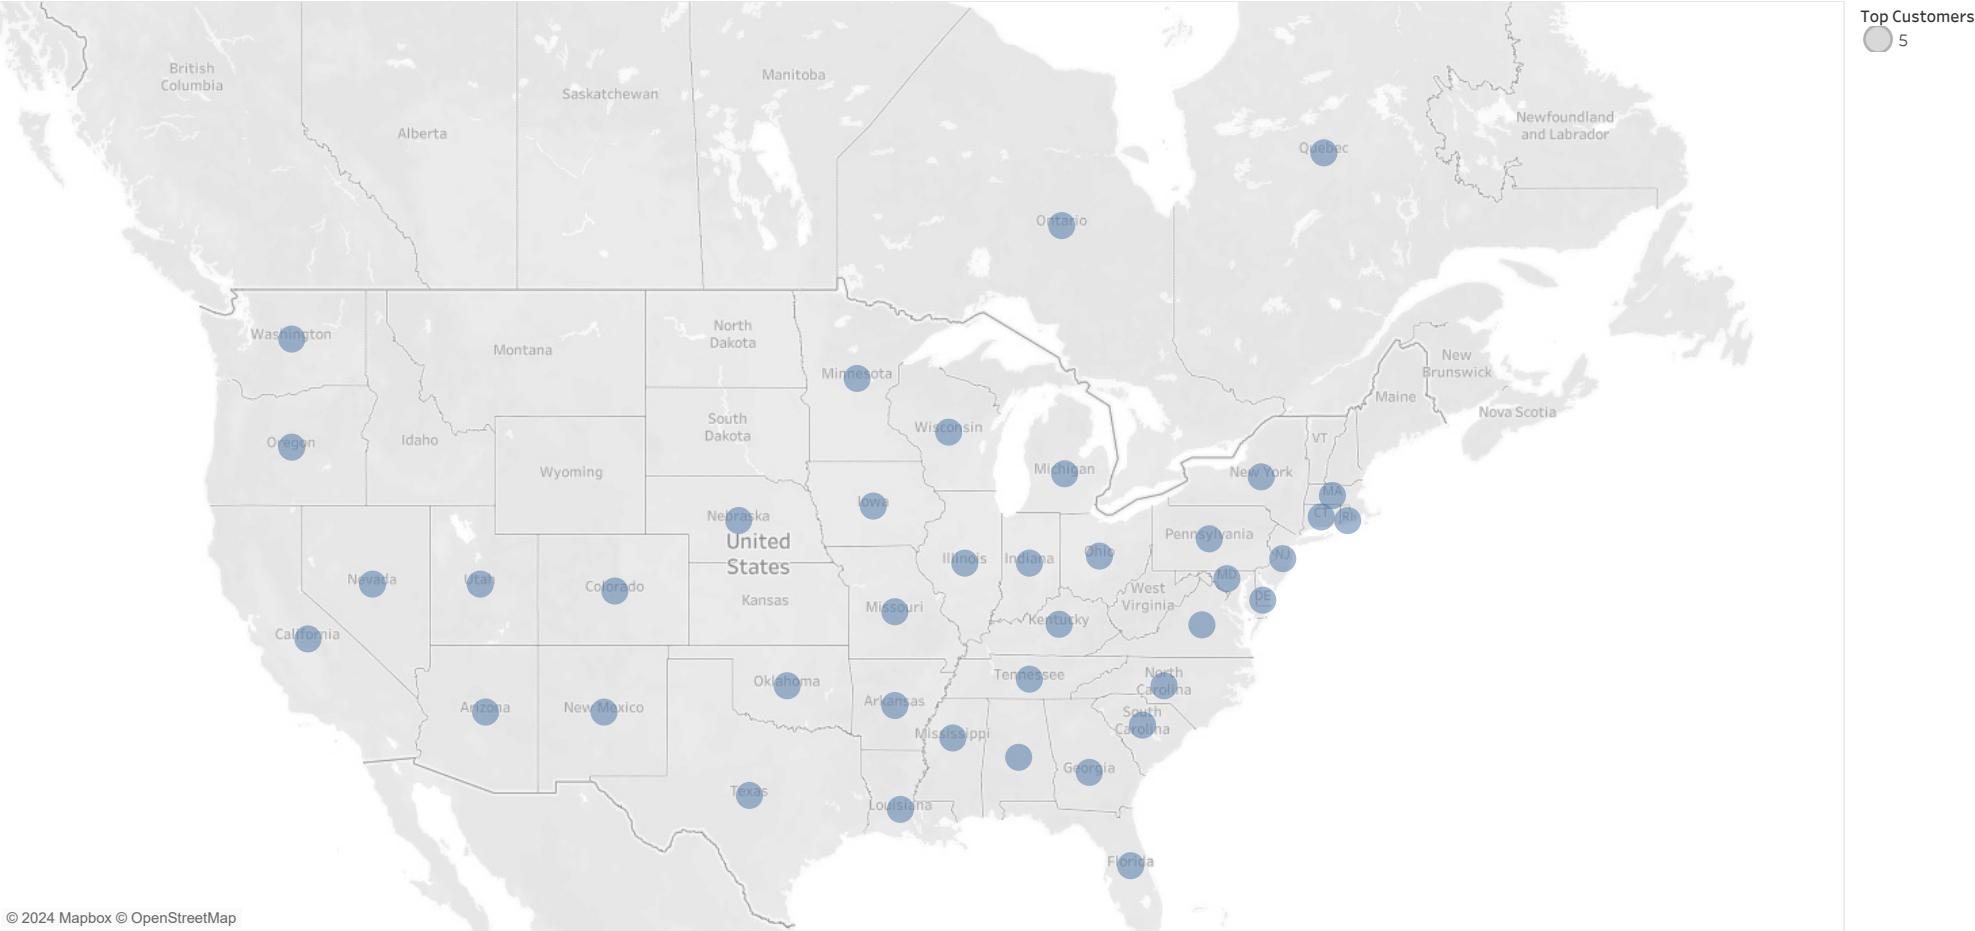 Top Customers
5
British
Columbia
Alberta
Saskatchewan
Manitoba
Ontario
Quebec
Newfoundland
and Labrador
Washington
Montana
North
Dakota
Minnesota
New
Brunswick
Maine
Nova Scotia
Oregon
Idaho
South
Dakota
Wisconsin
VT
Wyoming
Michigan
New York
MA
Nebraska
Iowa
CT
RI
United
States
Pennsylvania
Nevada
Utah
Colorado
Kansas
Illinois
Indiana
Ohio
NJ
MD
West
Virginia
DE
California
Missouri
Kentucky
Arizona
New Mexico
Oklahoma
Arkansas
Tennessee
North
Carolina
South
Carolina
Mississippi
Georgia
Texas
Louisiana
Florida
© 2024 Mapbox © OpenStreetMap